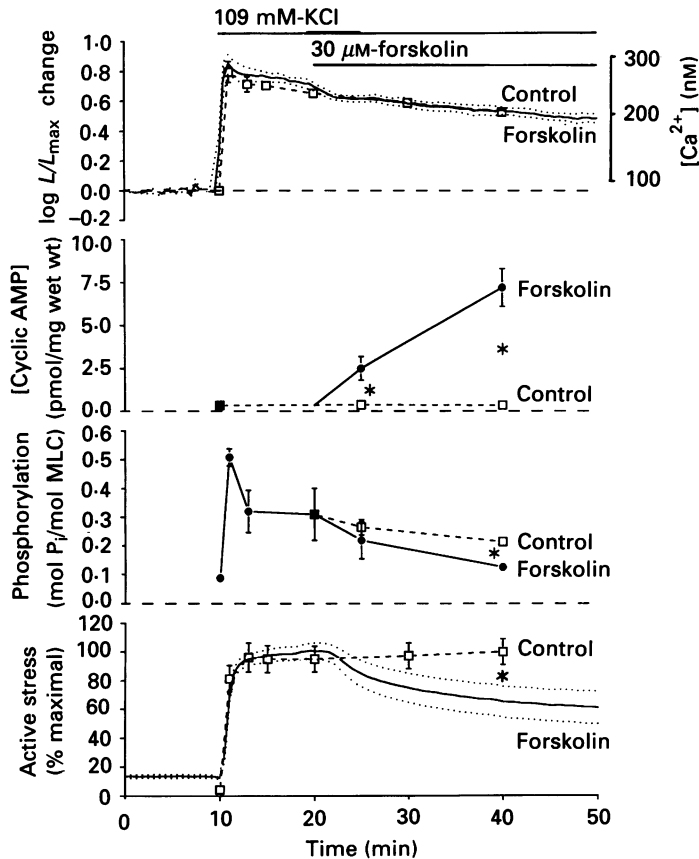 109 mM-KCl
30 μM-forskolin
log L/Lmax change
1·0
0·8
0·6
0·4
0·2
0·0
−0·2
300
200
100
[Ca2+] (nM)
Control
Forskolin
[Cyclic AMP]
(pmol/mg wet wt)
10·0
7·5
5·0
2·5
0·0
Forskolin
*
*
Control
Phosphorylation
(mol Pi/mol MLC)
0·6
0·5
0·4
0·3
0·2
0·1
0·0
Control
*
Forskolin
Active stress
(% maximal)
120
100
80
60
40
20
0
Control
*
Forskolin
0 10 20 30 40 50
Time (min)